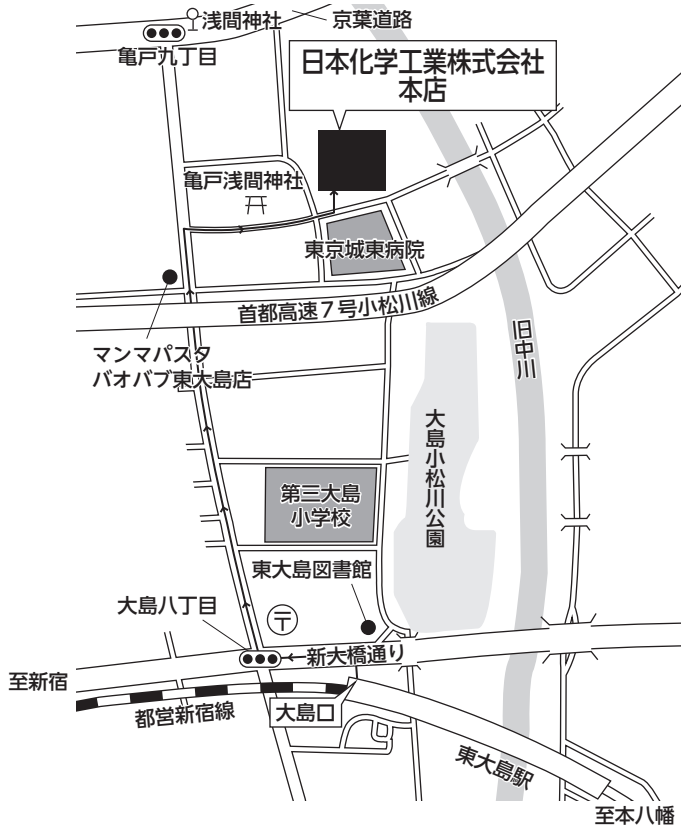 浅間神社
京葉道路
亀戸九丁目
日本化学工業株式会社
本店
亀戸浅間神社
東京城東病院
首都高速7号小松川線
旧中川
マンマパスタ
バオバブ東大島店
大島小松川公園
第三大島
小学校
東大島図書館
大島八丁目
〒
←新大橋通り
至新宿
都営新宿線
大島口
東大島駅
至本八幡